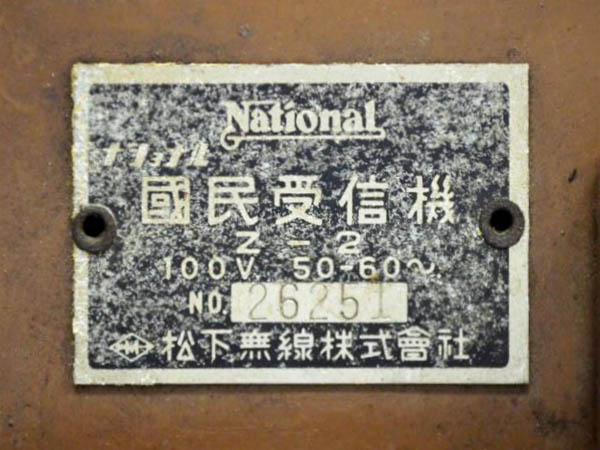 National
ナショナル
國民受信機
Z-2
100V. 50-60～
NO. 26251
松下無線株式會社